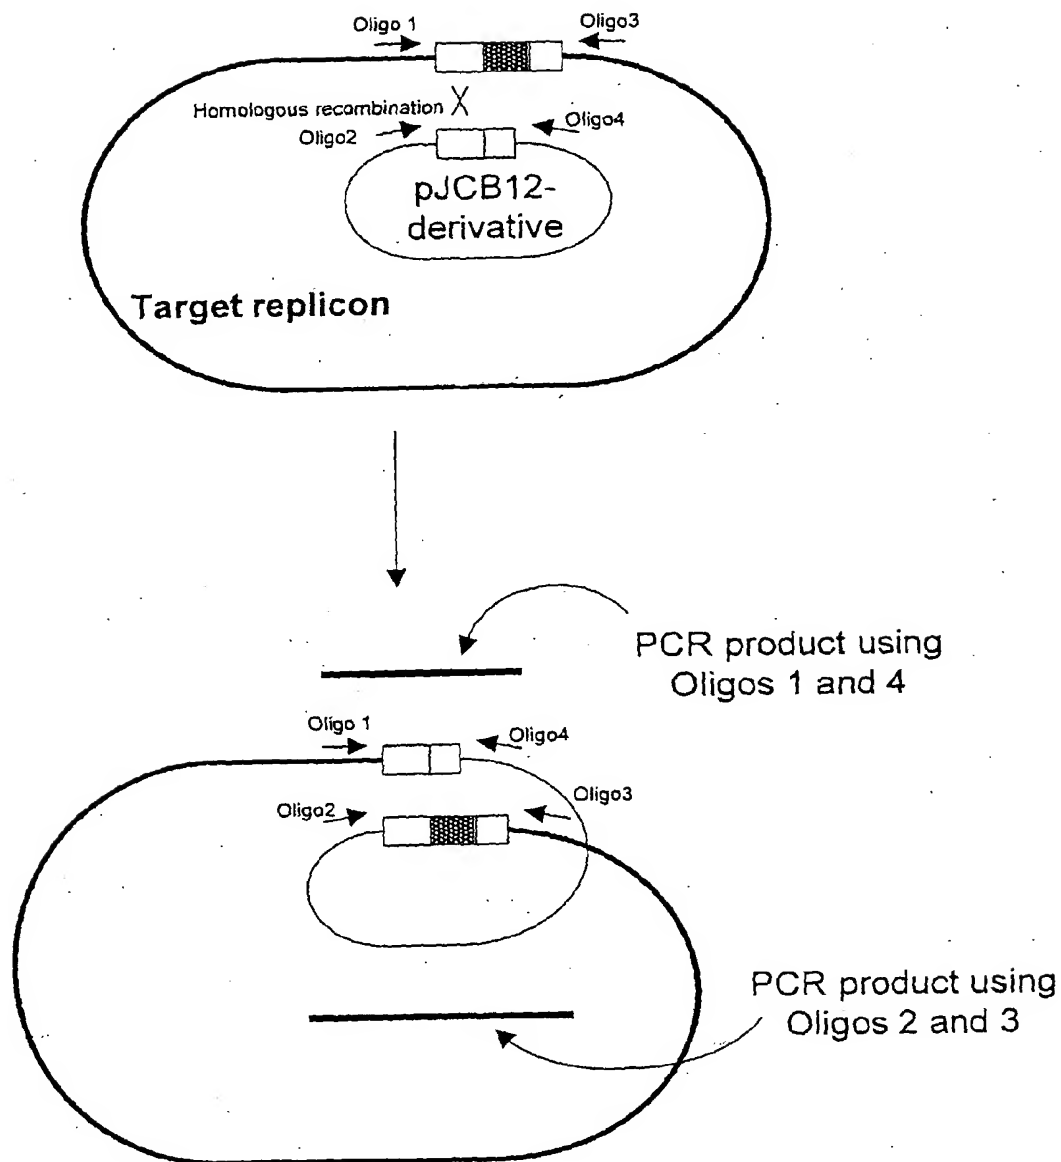 Oligo 1
Oligo3
Homologous recombination
Oligo2
Oligo4
pJCB12-
derivative
Target replicon
PCR product using
Oligos 1 and 4
Oligo 1
Oligo4
Oligo2
Oligo3
PCR product using
Oligos 2 and 3